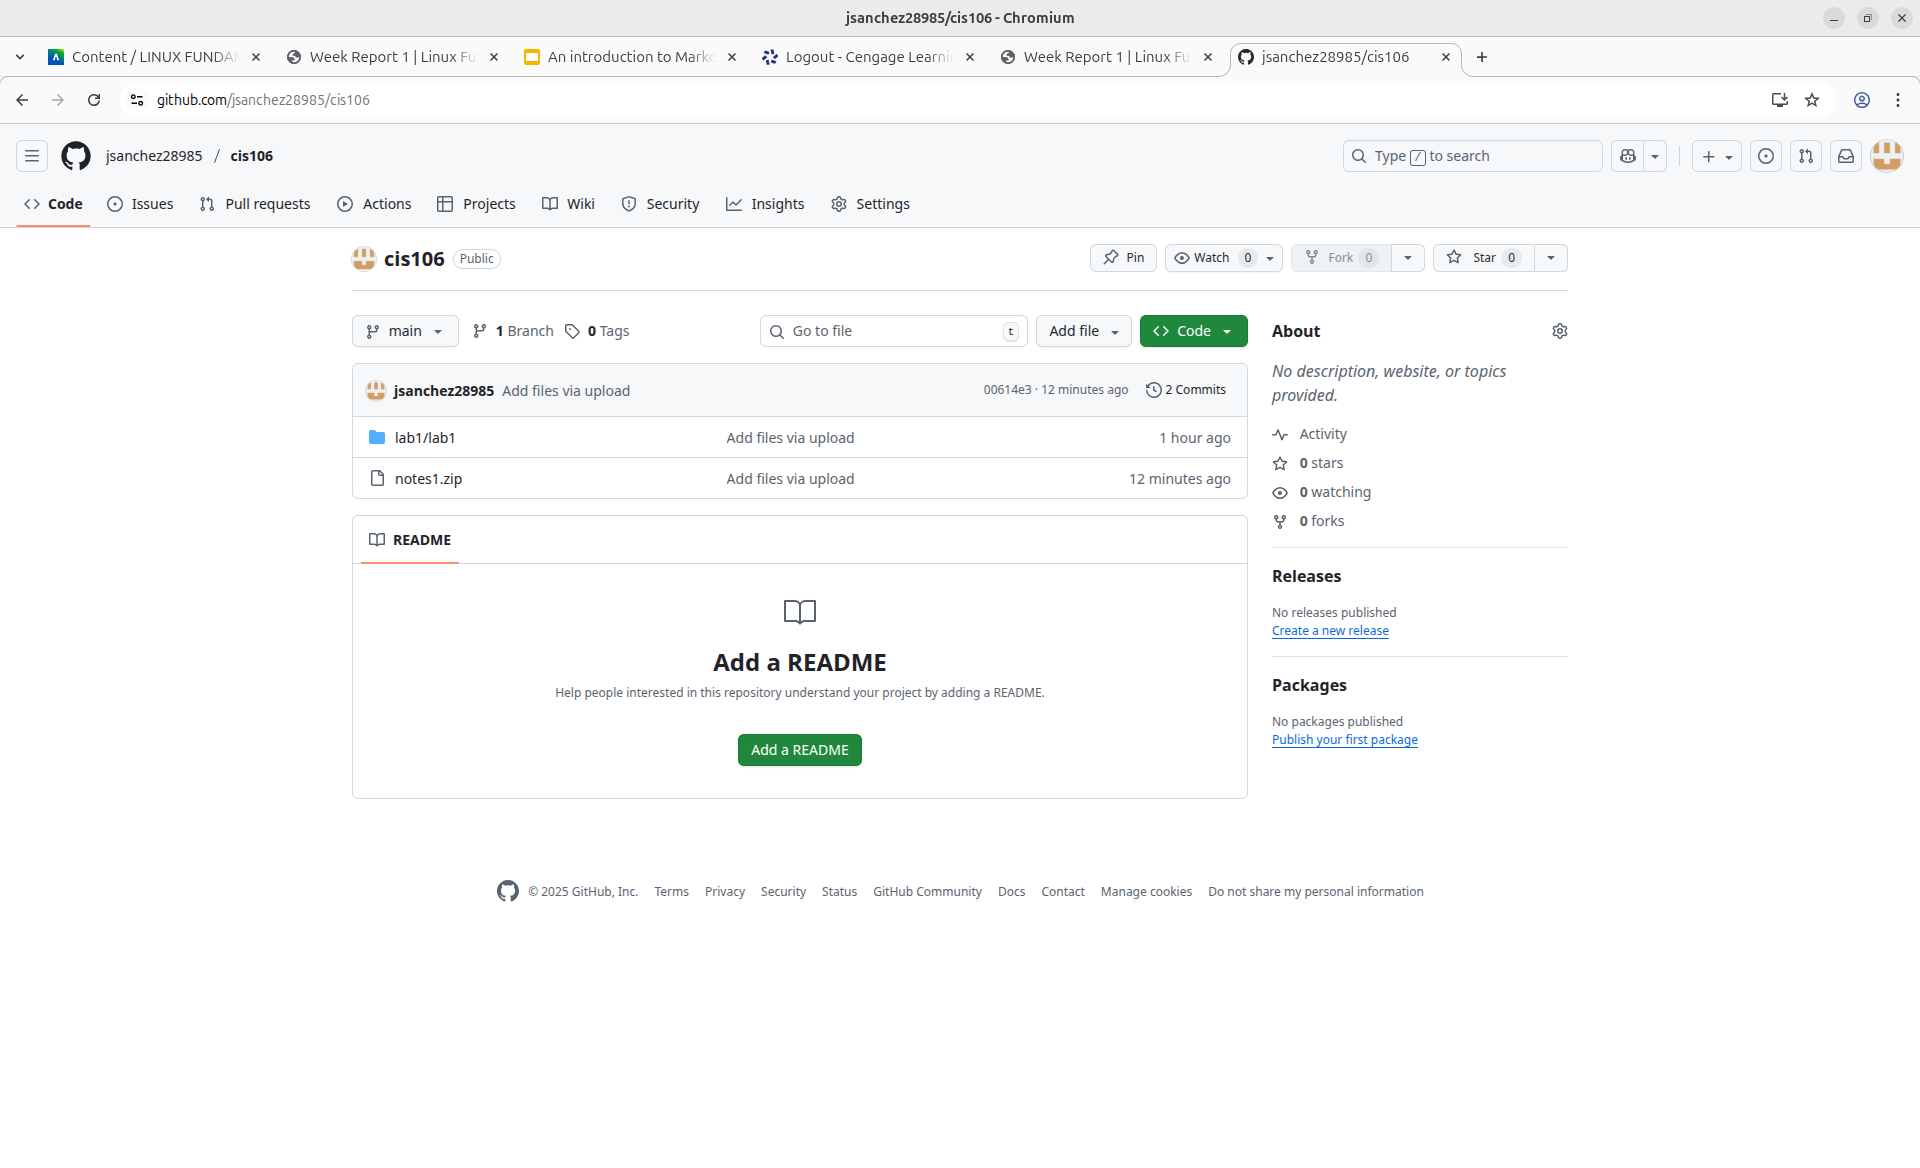 jsanchez28985/cis106 - Chromium
Content / LINUX FUNDA
Week Report 1 | Linux Fu
An introduction to Mark
Logout - Cengage Learni
Week Report 1 | Linux Fu
jsanchez28985/cis106
github.com/jsanchez28985/cis106
jsanchez28985 / cis106
Type / to search
Code
Issues
Pull requests
Actions
Projects
Wiki
Security
Insights
Settings
cis106 Public
Pin
Watch 0
Fork 0
Star 0
main
1 Branch
0 Tags
Go to file t
Add file
Code
About
No description, website, or topics
provided.
jsanchez28985 Add files via upload
00614e3 · 12 minutes ago
2 Commits
lab1/lab1 Add files via upload 1 hour ago
notes1.zip Add files via upload 12 minutes ago
Activity
0 stars
0 watching
0 forks
README
Add a README
Help people interested in this repository understand your project by adding a README.
Add a README
Releases
No releases published
Create a new release
Packages
No packages published
Publish your first package
© 2025 GitHub, Inc. Terms Privacy Security Status GitHub Community Docs Contact Manage cookies Do not share my personal information